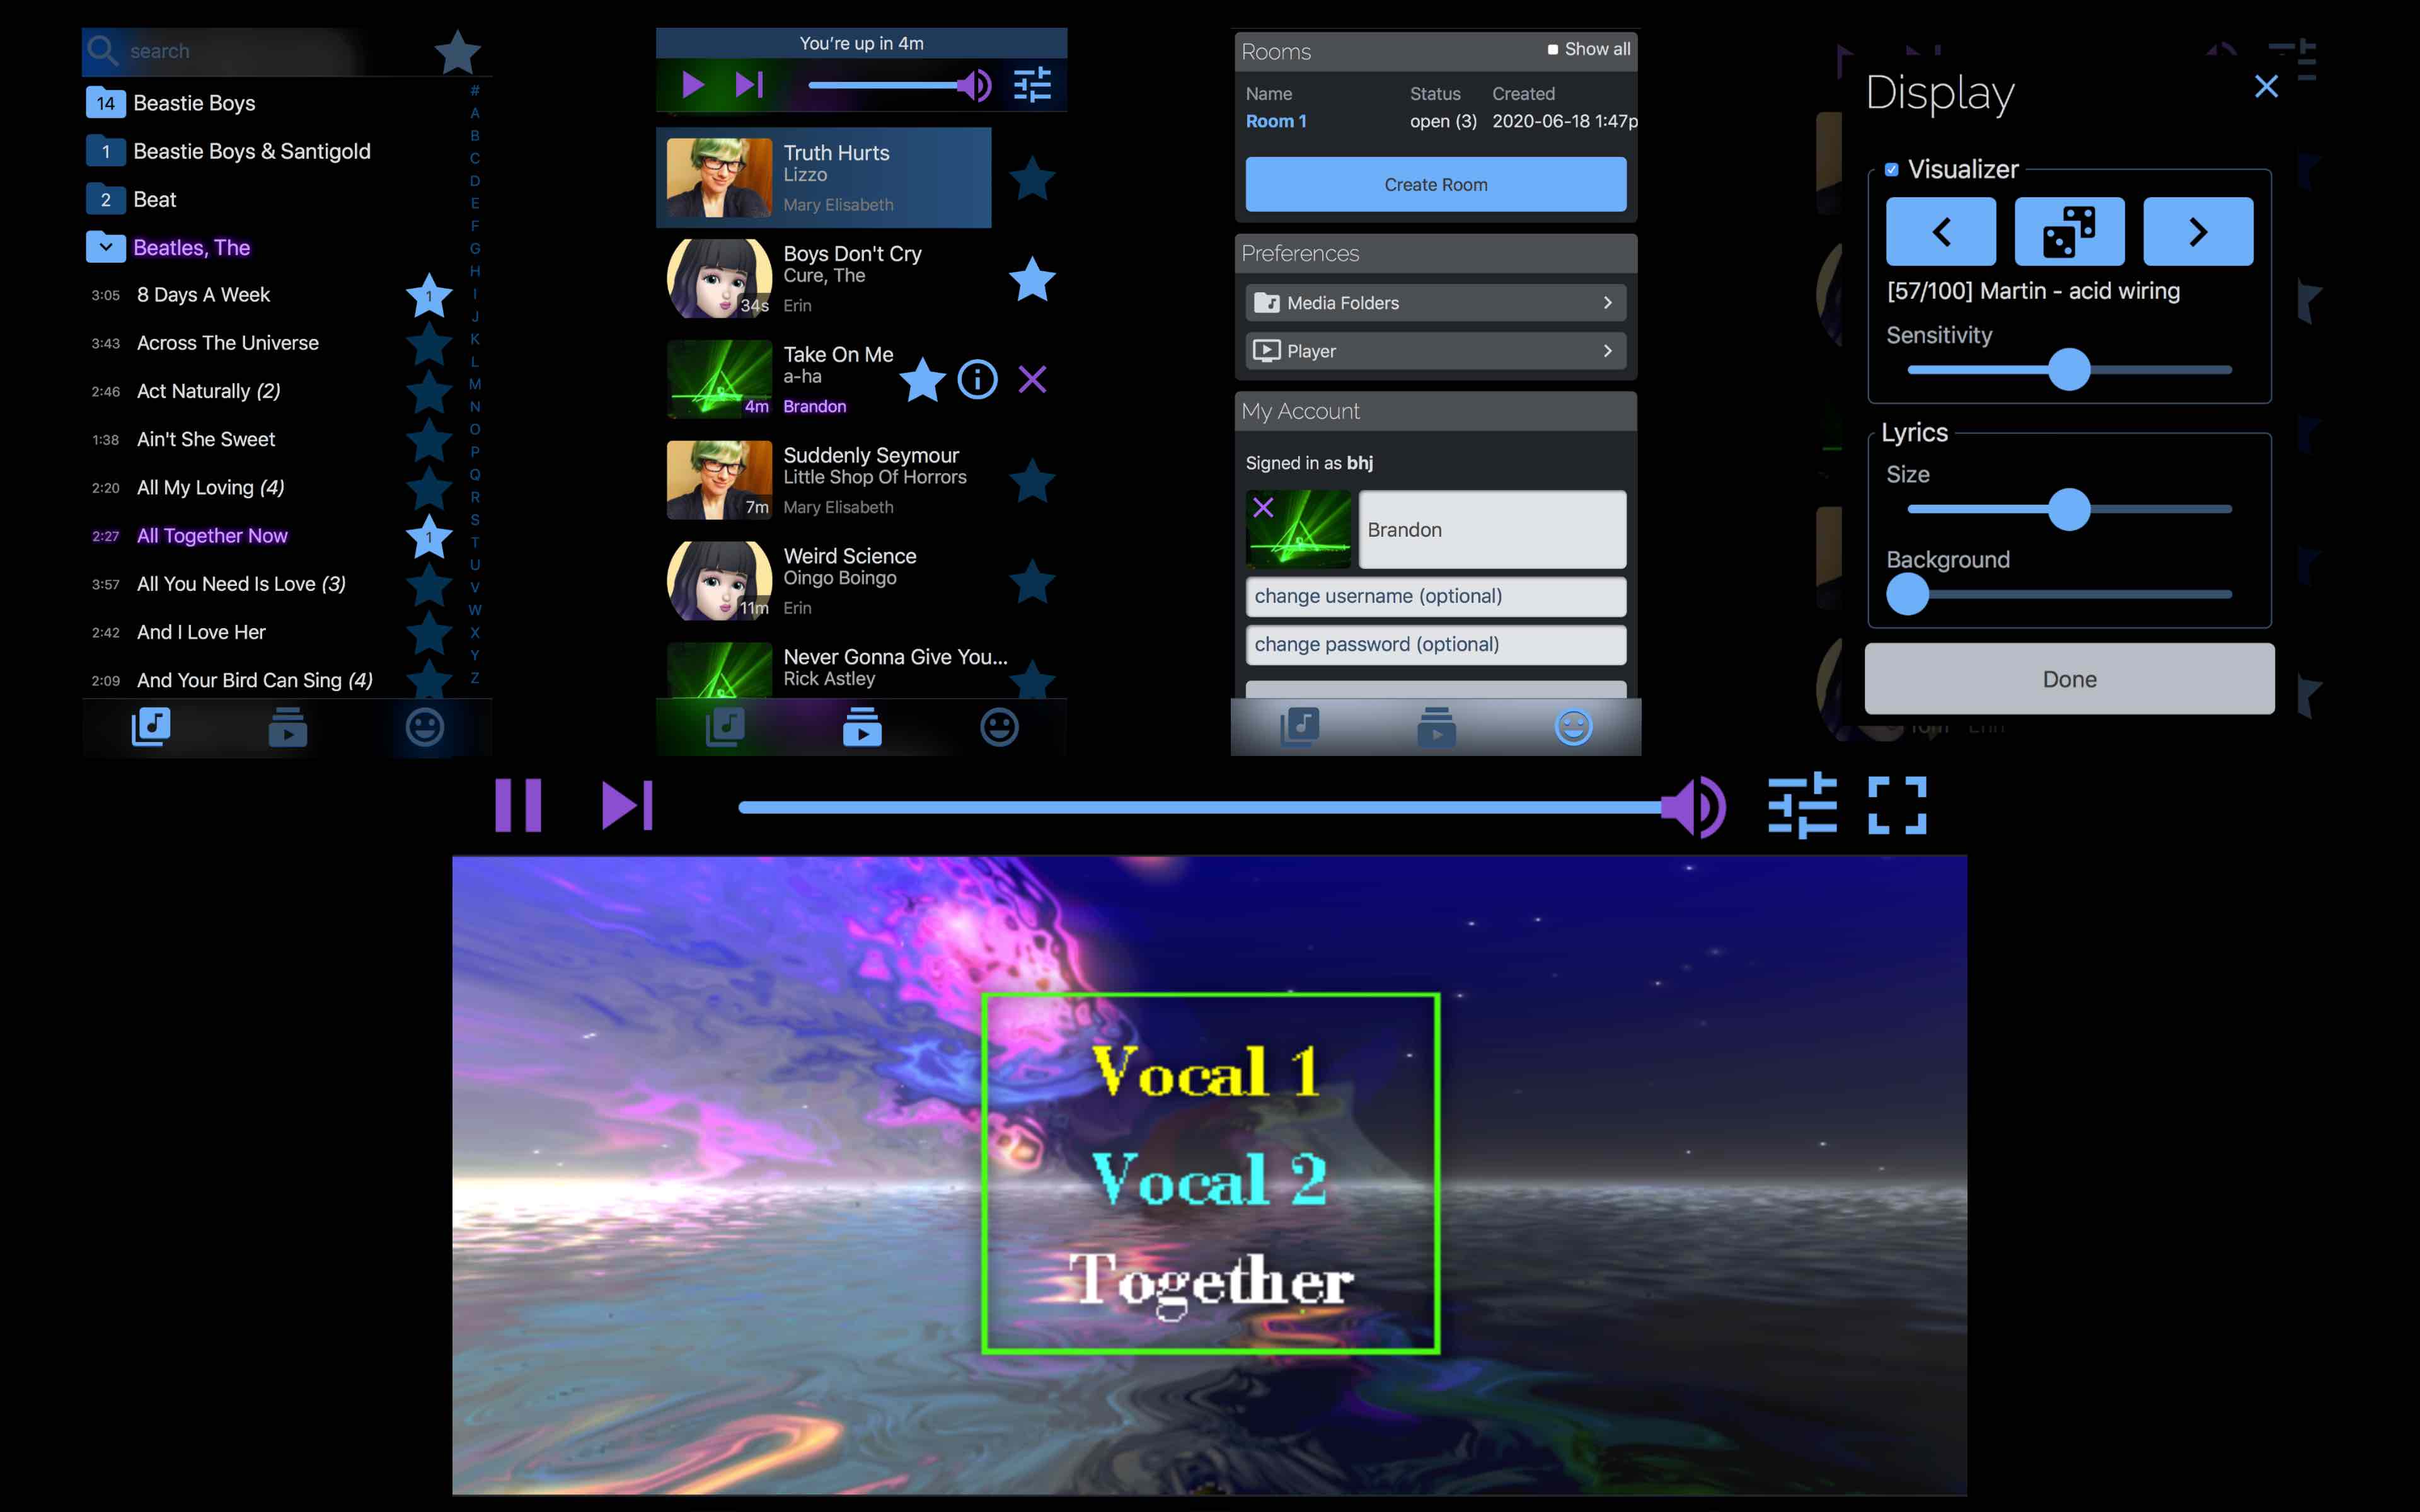 search
14 Beastie Boys
1 Beastie Boys & Santigold
2 Beat
Beatles, The
3:05 8 Days A Week 1
3:43 Across The Universe
2:46 Act Naturally (2)
1:38 Ain't She Sweet
2:20 All My Loving (4)
2:27 All Together Now 1
3:57 All You Need Is Love (3)
2:42 And I Love Her
2:09 And Your Bird Can Sing (4)
#
A
B
C
D
E
F
G
H
I
J
K
L
M
N
O
P
Q
R
S
T
U
V
W
X
Y
Z
You're up in 4m
Truth Hurts
Lizzo
Mary Elisabeth
Boys Don't Cry
Cure, The
34s Erin
Take On Me
a-ha
4m Brandon
Suddenly Seymour
Little Shop Of Horrors
7m Mary Elisabeth
Weird Science
Oingo Boingo
11m Erin
Never Gonna Give You...
Rick Astley
Rooms Show all
Name Status Created
Room 1 open (3) 2020-06-18 1:47p
Create Room
Preferences
Media Folders
Player
My Account
Signed in as bhj
Brandon
change username (optional)
change password (optional)
Display
Visualizer
[57/100] Martin - acid wiring
Sensitivity
Lyrics
Size
Background
Done
Vocal 1
Vocal 2
Together